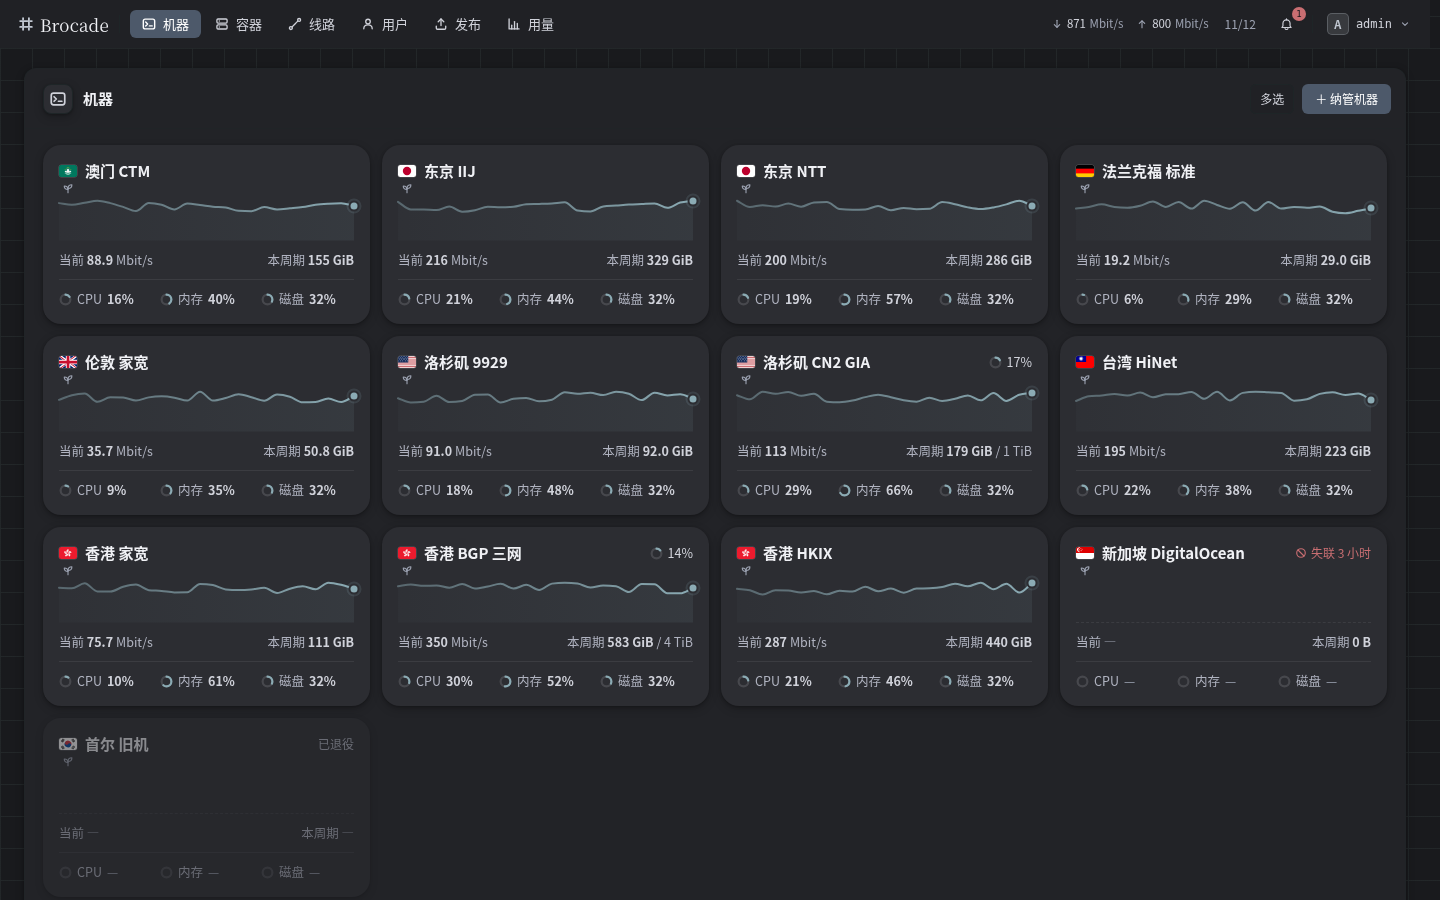 Brocade 机器 容器 线路 用户 发布 用量 ↓ 871 Mbit/s ↑ 800 Mbit/s 11/12 1 A admin
机器 多选 + 纳管机器
澳门 CTM
当前 88.9 Mbit/s 本周期 155 GiB
CPU 16% 内存 40% 磁盘 32%
东京 IIJ
当前 216 Mbit/s 本周期 329 GiB
CPU 21% 内存 44% 磁盘 32%
东京 NTT
当前 200 Mbit/s 本周期 286 GiB
CPU 19% 内存 57% 磁盘 32%
法兰克福 标准
当前 19.2 Mbit/s 本周期 29.0 GiB
CPU 6% 内存 29% 磁盘 32%
伦敦 家宽
当前 35.7 Mbit/s 本周期 50.8 GiB
CPU 9% 内存 35% 磁盘 32%
洛杉矶 9929
当前 91.0 Mbit/s 本周期 92.0 GiB
CPU 18% 内存 48% 磁盘 32%
洛杉矶 CN2 GIA 17%
当前 113 Mbit/s 本周期 179 GiB / 1 TiB
CPU 29% 内存 66% 磁盘 32%
台湾 HiNet
当前 195 Mbit/s 本周期 223 GiB
CPU 22% 内存 38% 磁盘 32%
香港 家宽
当前 75.7 Mbit/s 本周期 111 GiB
CPU 10% 内存 61% 磁盘 32%
香港 BGP 三网 14%
当前 350 Mbit/s 本周期 583 GiB / 4 TiB
CPU 30% 内存 52% 磁盘 32%
香港 HKIX
当前 287 Mbit/s 本周期 440 GiB
CPU 21% 内存 46% 磁盘 32%
新加坡 DigitalOcean 失联 3 小时
当前 — 本周期 0 B
CPU — 内存 — 磁盘 —
首尔 旧机 已退役
当前 — 本周期 —
CPU — 内存 — 磁盘 —